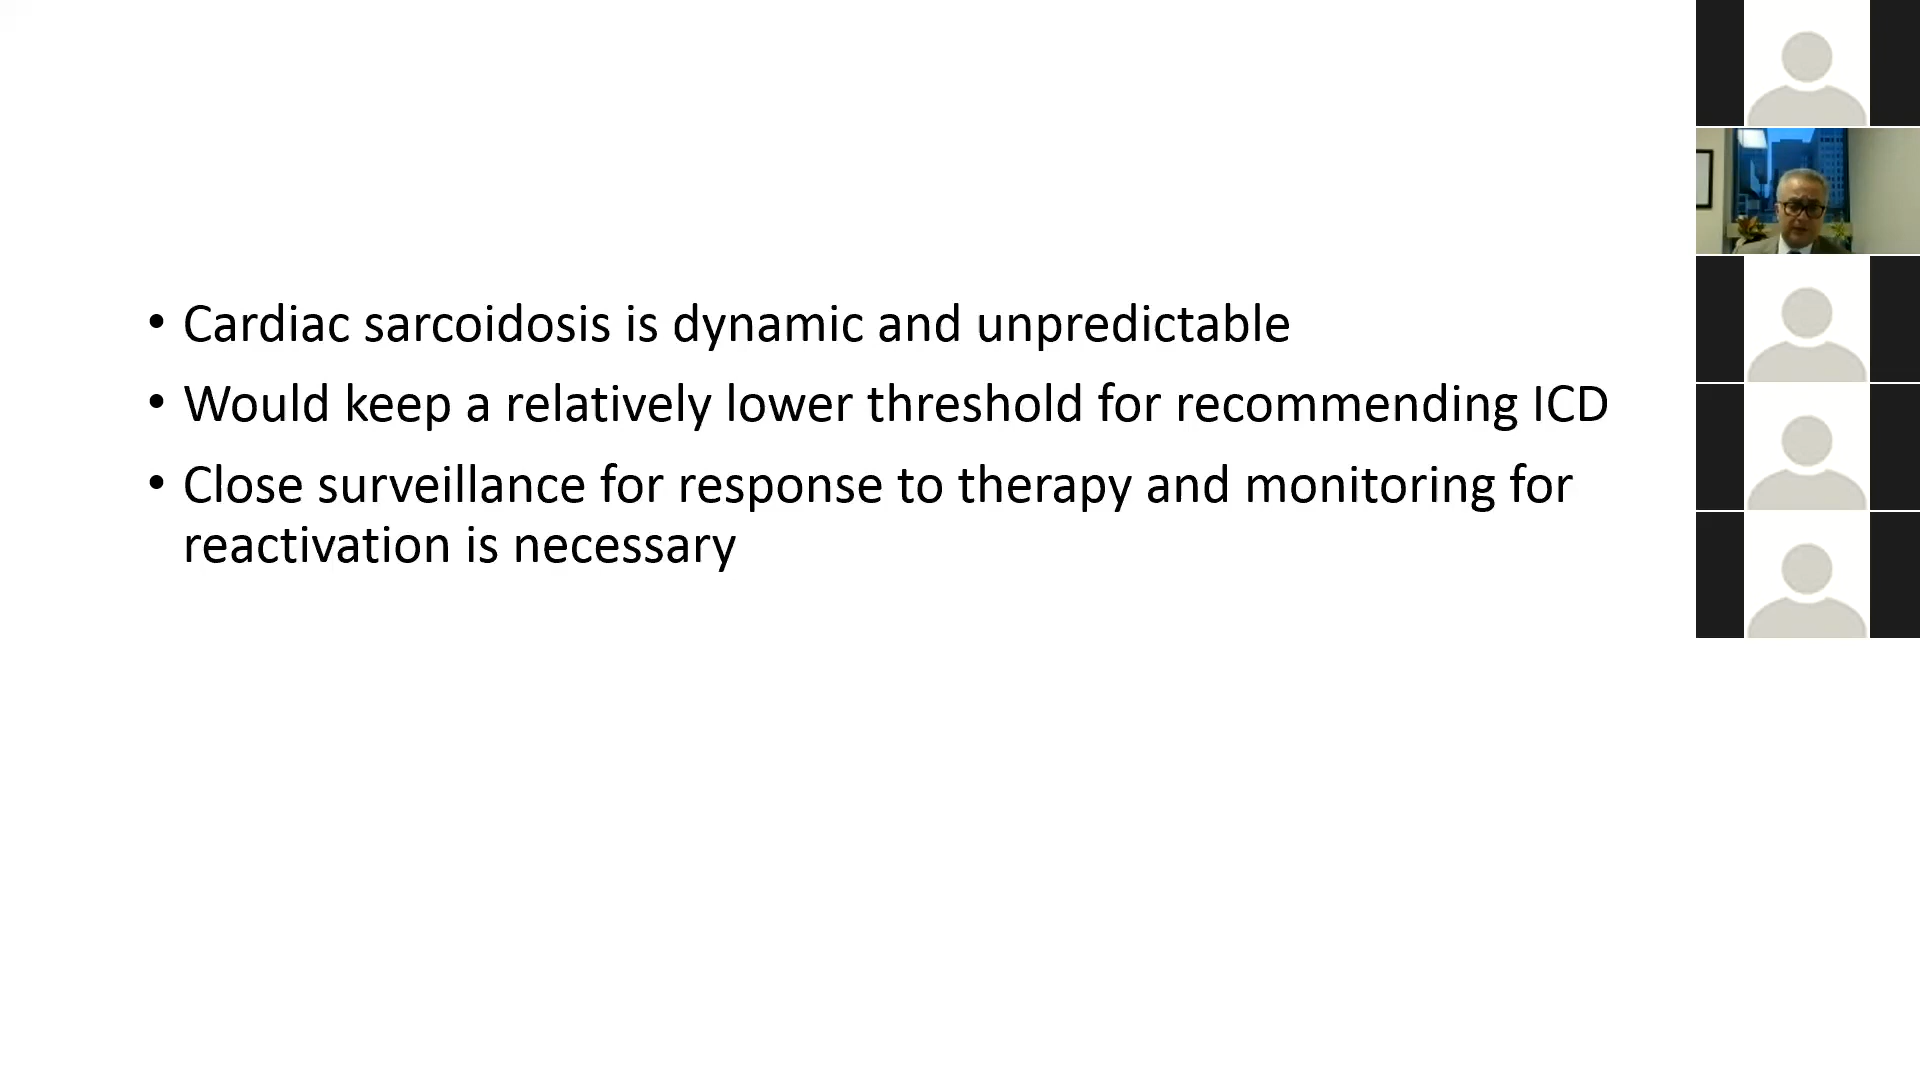 • Cardiac sarcoidosis is dynamic and unpredictable
• Would keep a relatively lower threshold for recommending ICD
• Close surveillance for response to therapy and monitoring for
reactivation is necessary